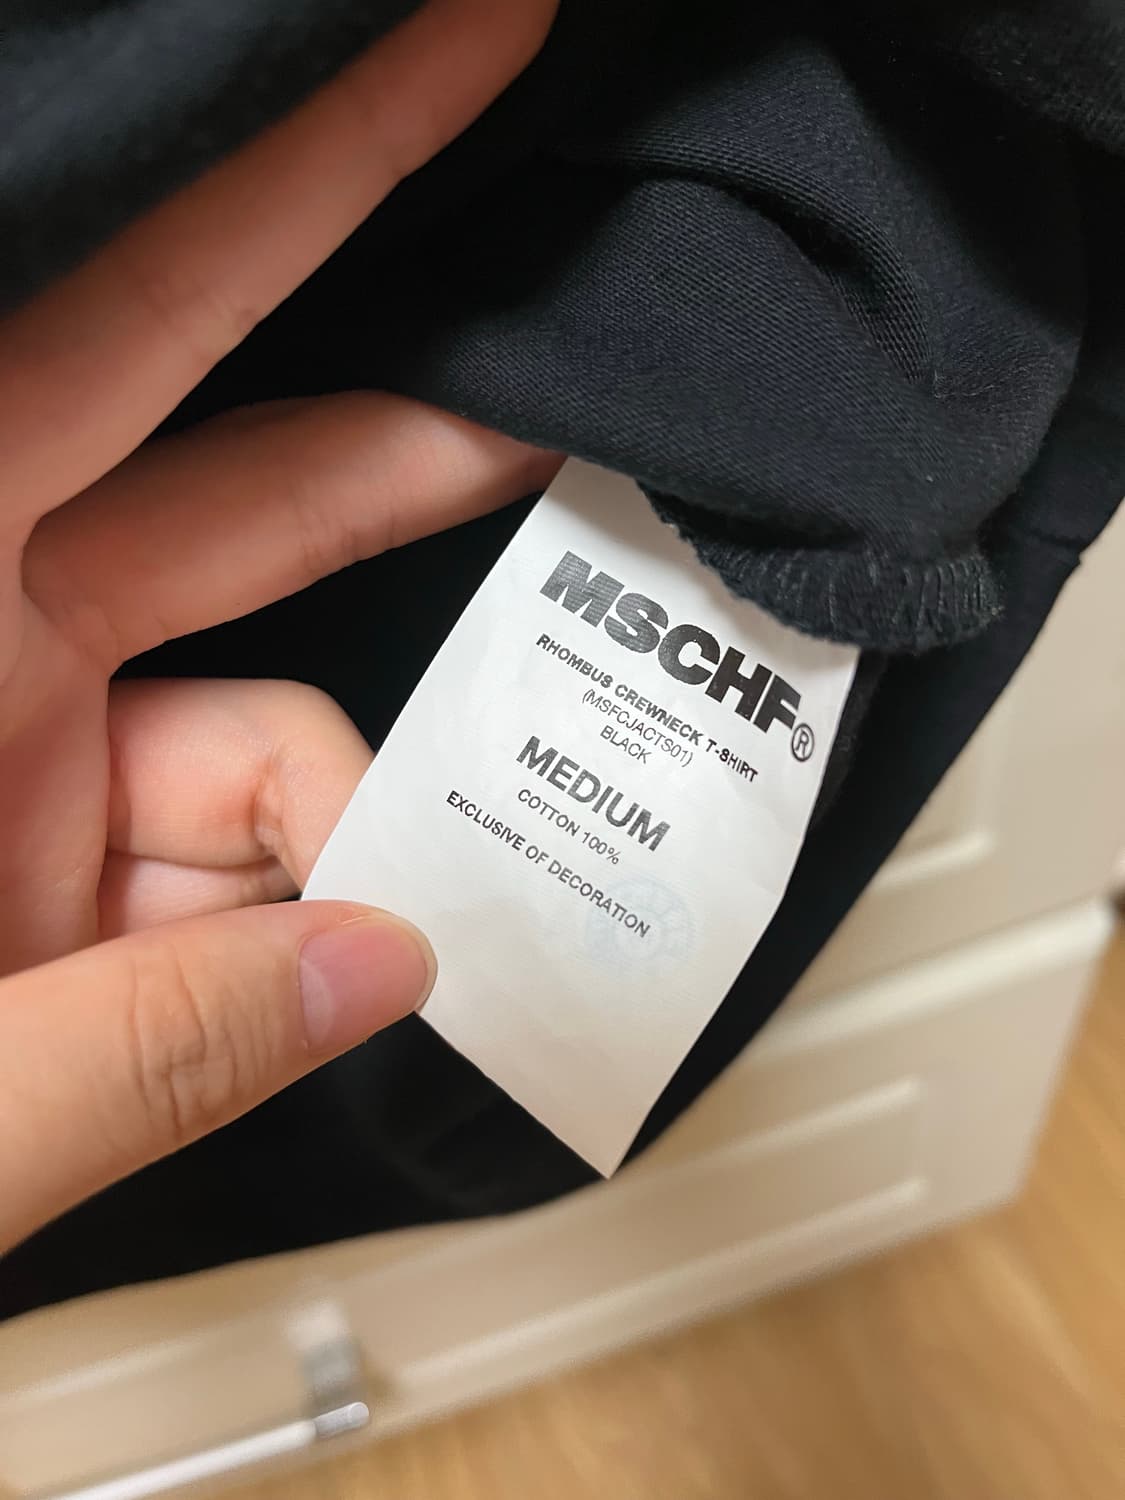 MSCHF®
RHOMBUS CREWNECK T-SHIRT
(MSFCJACTS01)
BLACK
MEDIUM
COTTON 100%
EXCLUSIVE OF DECORATION